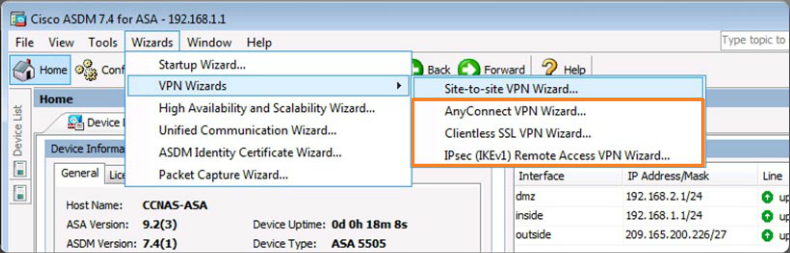 Cisco ASDM 7.4 for ASA - 192.168.1.1
File View Tools Wizards Window Help
Type topic to
Home Conf
Back Forward Help
Startup Wizard...
VPN Wizards
High Availability and Scalability Wizard...
Unified Communication Wizard...
ASDM Identity Certificate Wizard...
Packet Capture Wizard...
Site-to-site VPN Wizard...
AnyConnect VPN Wizard...
Clientless SSL VPN Wizard...
IPsec (IKEv1) Remote Access VPN Wizard...
Device List
Home
Device
Device Informa
General Lice
Host Name: CCNAS-ASA
ASA Version: 9.2(3) Device Uptime: 0d 0h 18m 8s
ASDM Version: 7.4(1) Device Type: ASA 5505
Interface IP Address/Mask Line
dmz 192.168.2.1/24 up
inside 192.168.1.1/24 up
outside 209.165.200.226/27 up